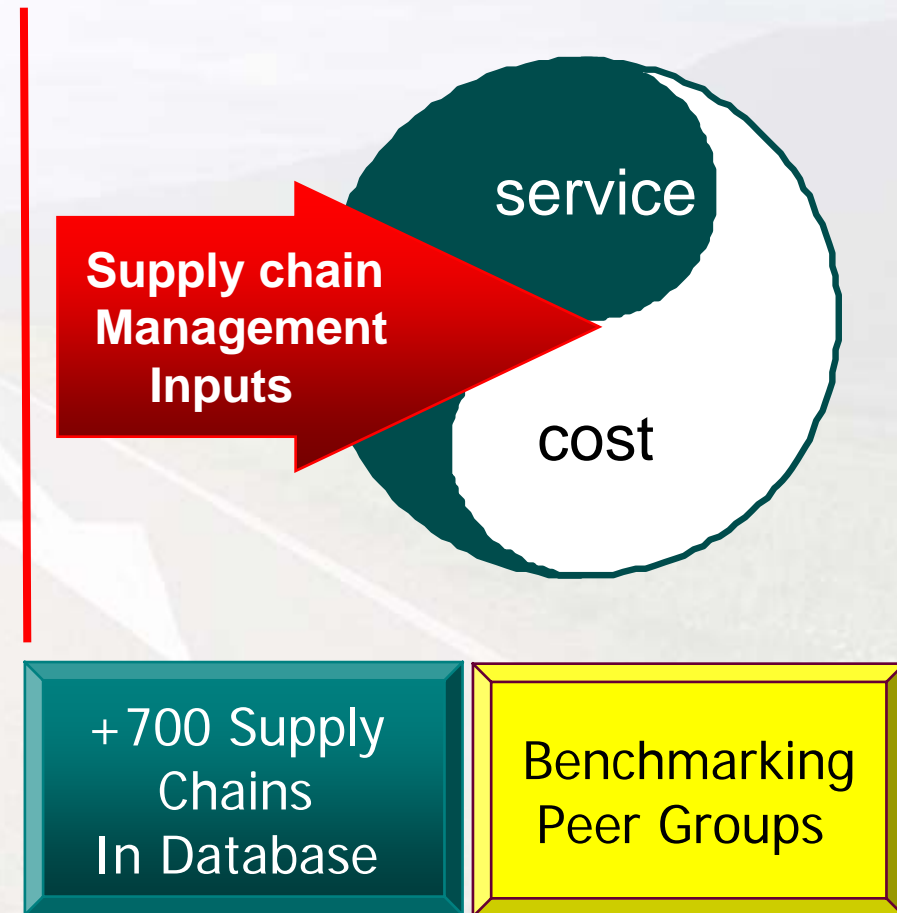 service
Supply chain
Management
Inputs
cost
+700 Supply
Chains
In Database
Benchmarking
Peer Groups